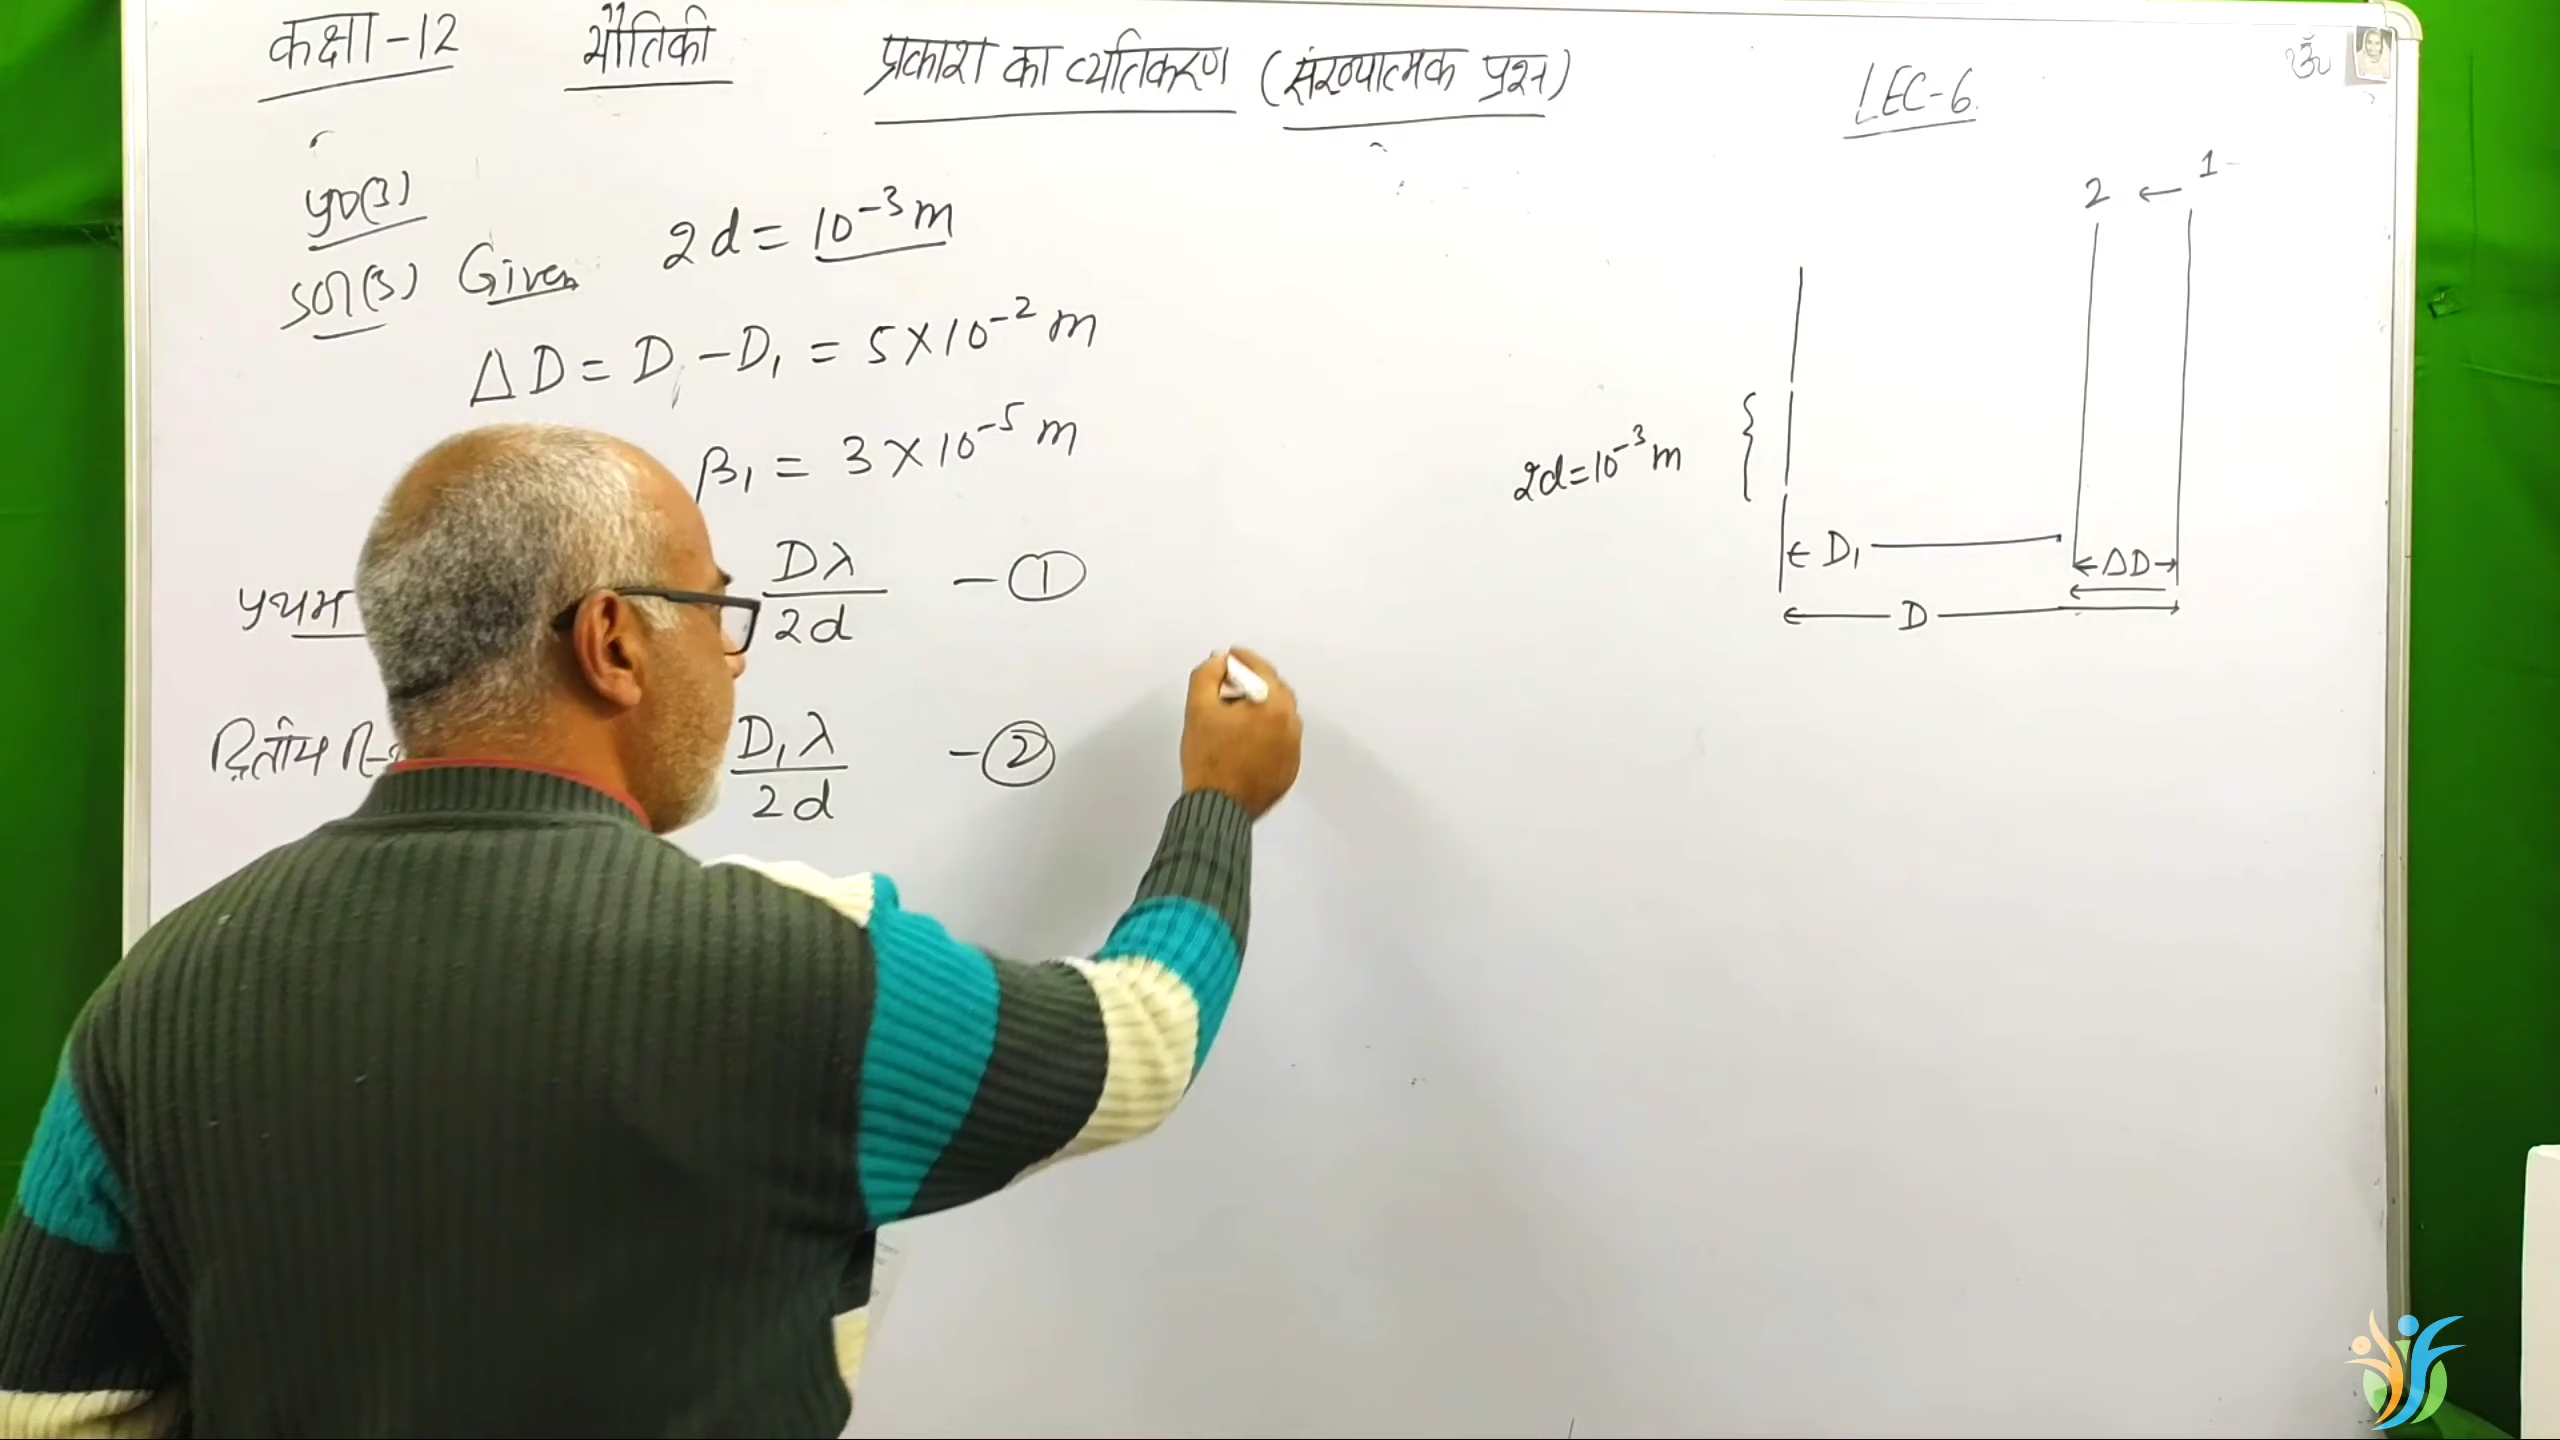 कक्षा -12 भौतिकी प्रकाश का व्यतिकरण (संख्यात्मक प्रश्न) LEC-6 ॐ
प्र०(3)
उत्त(3) Given 2d = 10⁻³ m
ΔD = D - D₁ = 5 × 10⁻² m
β₁ = 3 × 10⁻⁵ m
प्रथम Dλ/2d - ①
द्वितीय D₁λ/2d - ②
2 ← 1
2d = 10⁻³ m
D₁
ΔD
D